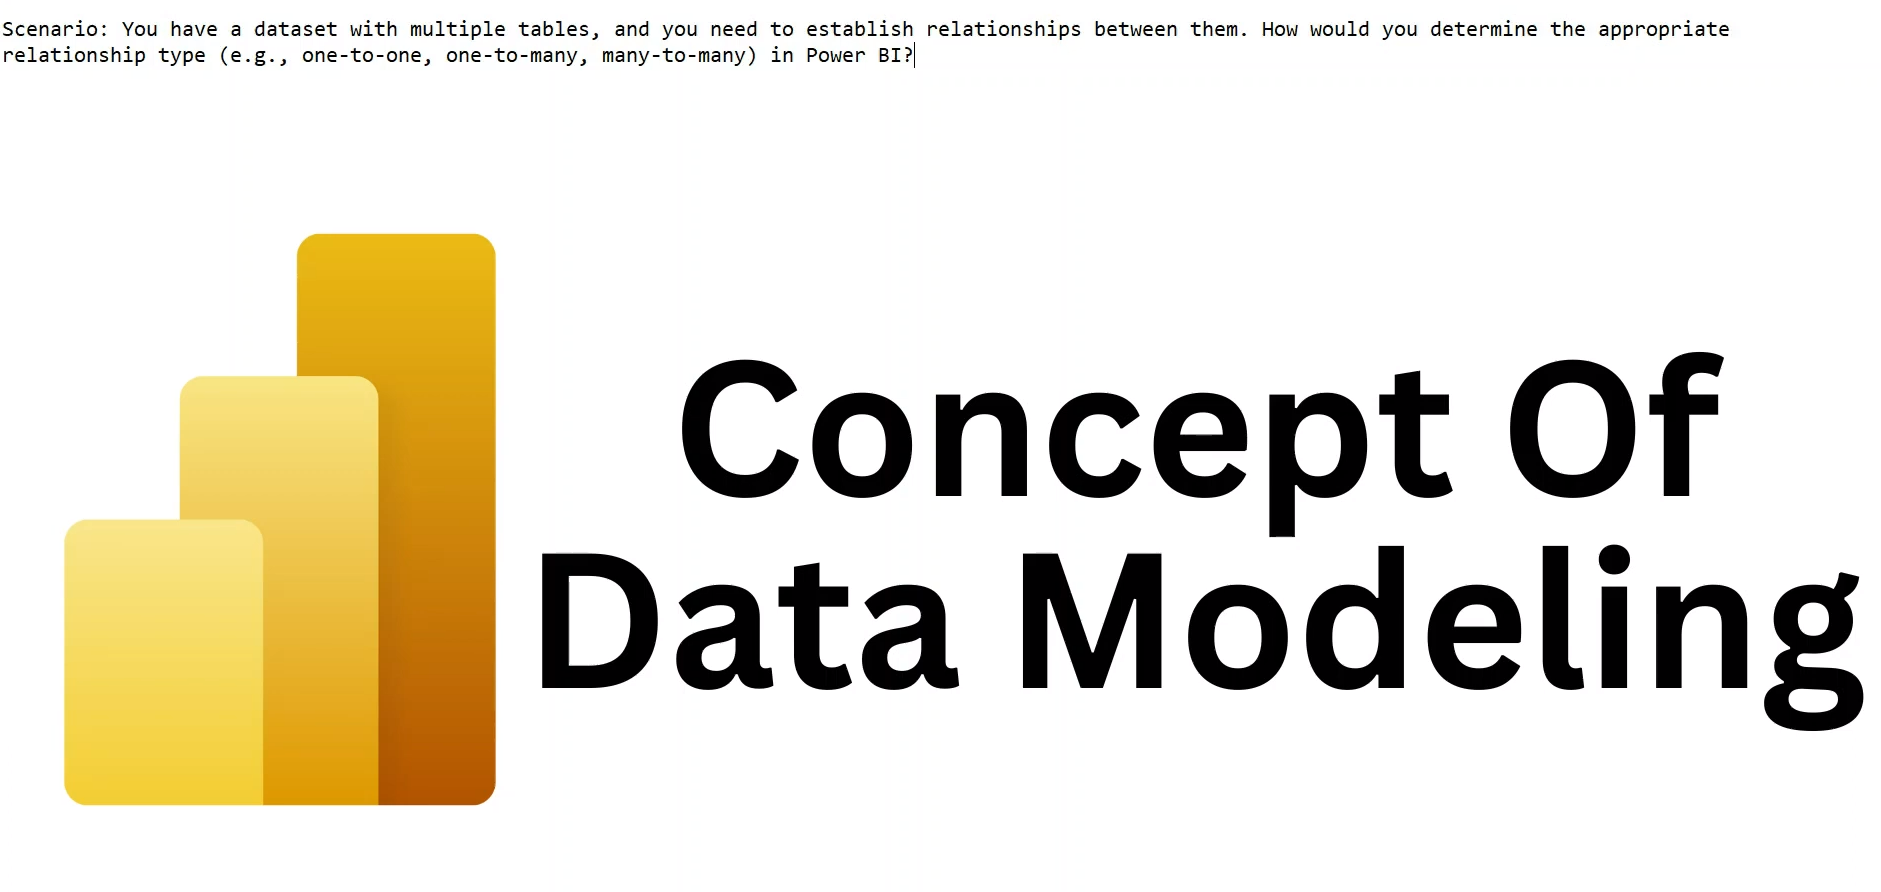 Scenario: You have a dataset with multiple tables, and you need to establish relationships between them. How would you determine the appropriate
relationship type (e.g., one-to-one, one-to-many, many-to-many) in Power BI?
Concept Of
Data Modeling